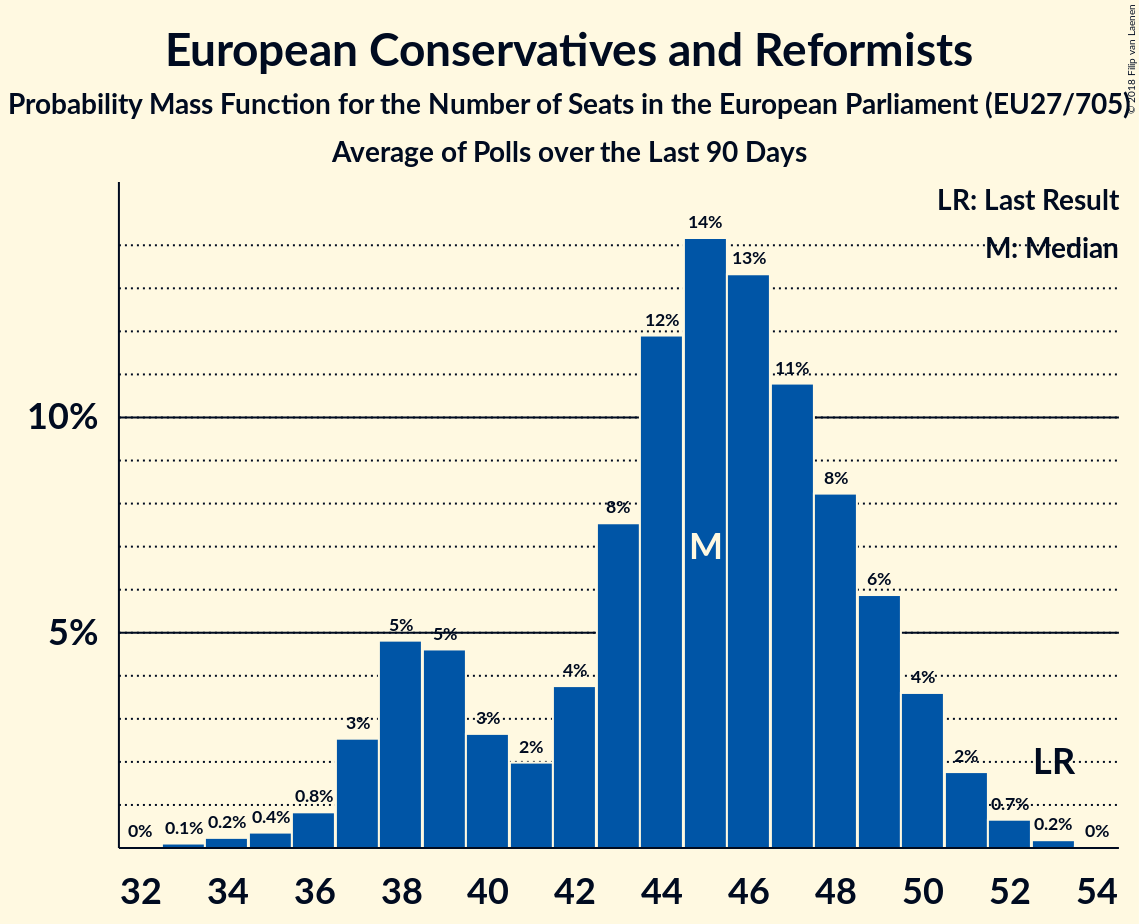 European Conservatives and Reformists
Probability Mass Function for the Number of Seats in the European Parliament (EU27/705)
Average of Polls over the Last 90 Days
© 2018 Filip van Laenen
LR: Last Result
M: Median
10%
5%
0%
0.1%
0.2%
0.4%
0.8%
3%
5%
5%
3%
2%
4%
8%
12%
14%
13%
11%
8%
6%
4%
2%
0.7%
0.2%
0%
M
LR
32 34 36 38 40 42 44 46 48 50 52 54